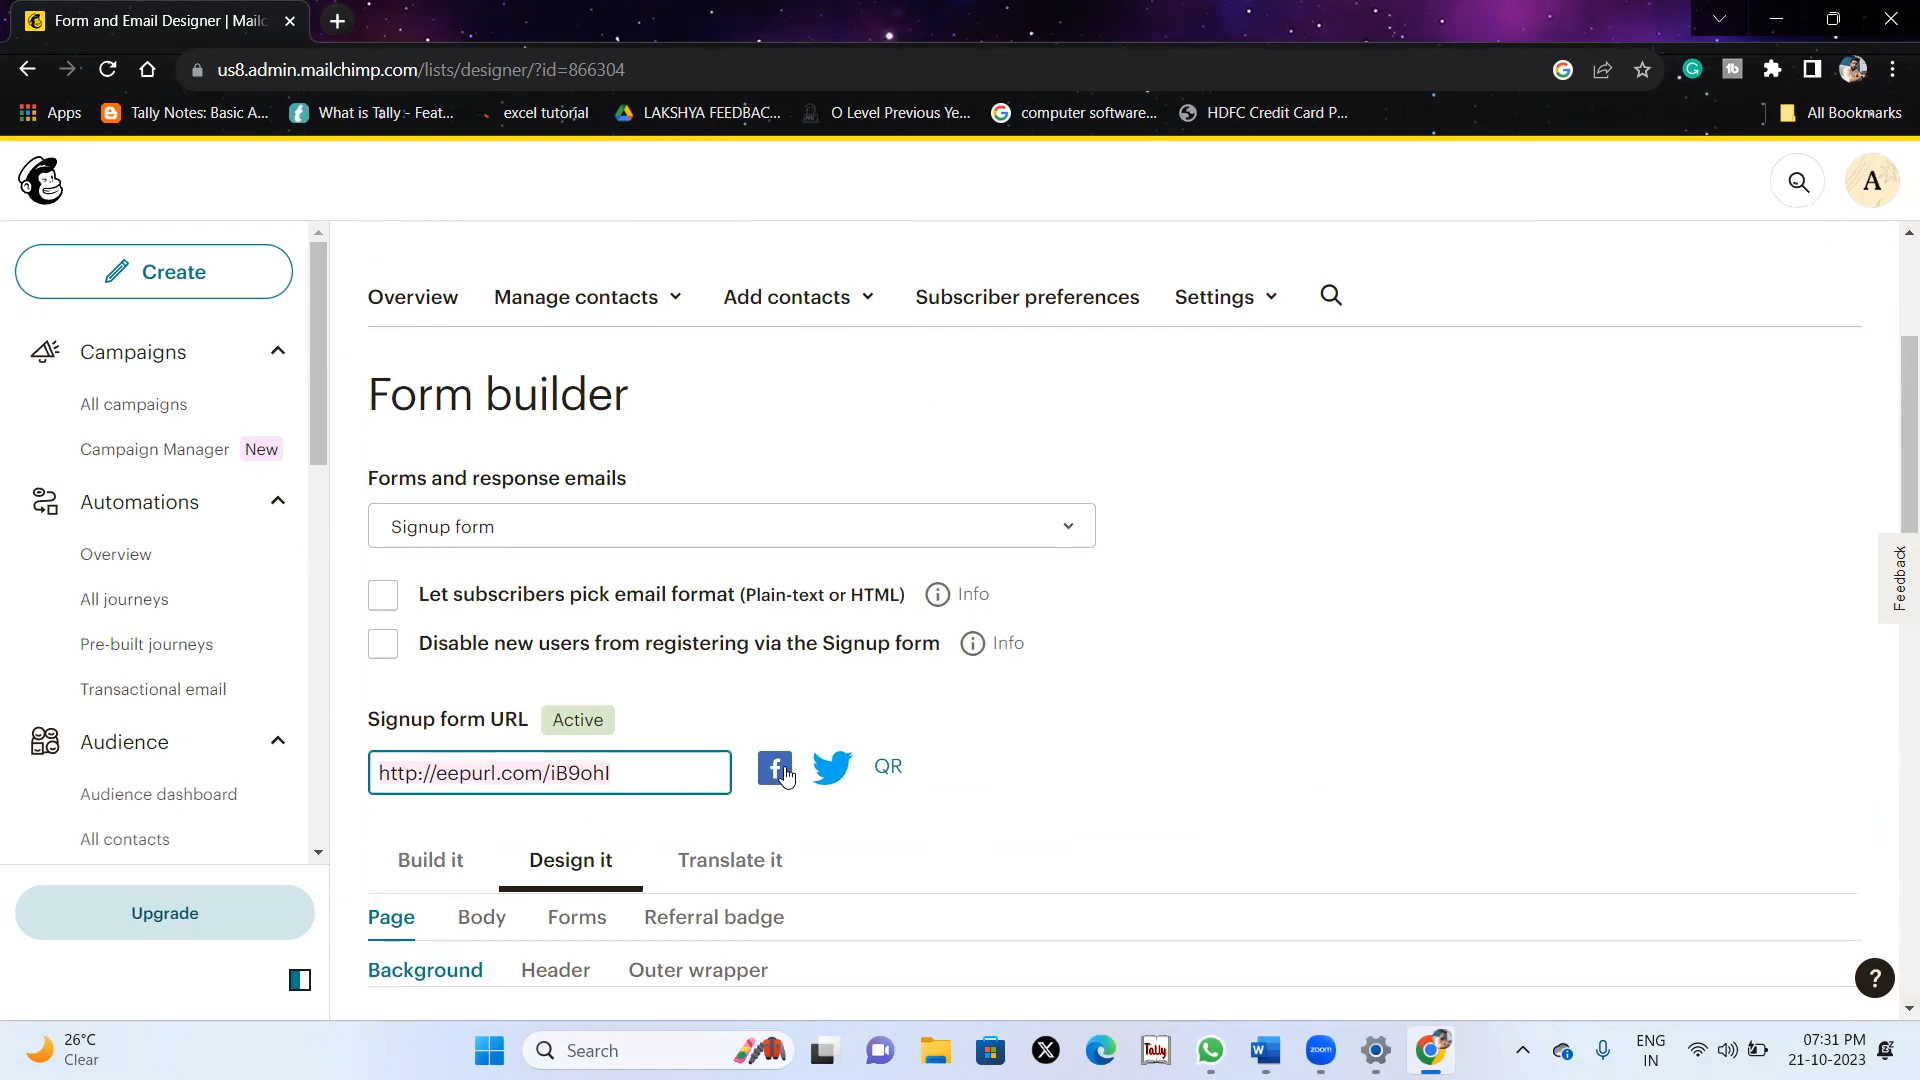 Form and Email Designer | Mailc
us8.admin.mailchimp.com/lists/designer/?id=866304
Apps
Tally Notes: Basic A...
What is Tally - Feat...
excel tutorial
LAKSHYA FEEDBAC...
O Level Previous Ye...
computer software...
HDFC Credit Card P...
All Bookmarks
A
Create
Overview
Manage contacts
Add contacts
Subscriber preferences
Settings
Campaigns
All campaigns
Campaign Manager New
Automations
Overview
All journeys
Pre-built journeys
Transactional email
Audience
Audience dashboard
All contacts
Upgrade
Form builder
Forms and response emails
Signup form
Let subscribers pick email format (Plain-text or HTML) Info
Disable new users from registering via the Signup form Info
Signup form URL Active
http://eepurl.com/iB9ohI
QR
Build it
Design it
Translate it
Page
Body
Forms
Referral badge
Background
Header
Outer wrapper
Feedback
?
26°C
Clear
Search
Tally
zoom
ENG
IN
07:31 PM
21-10-2023